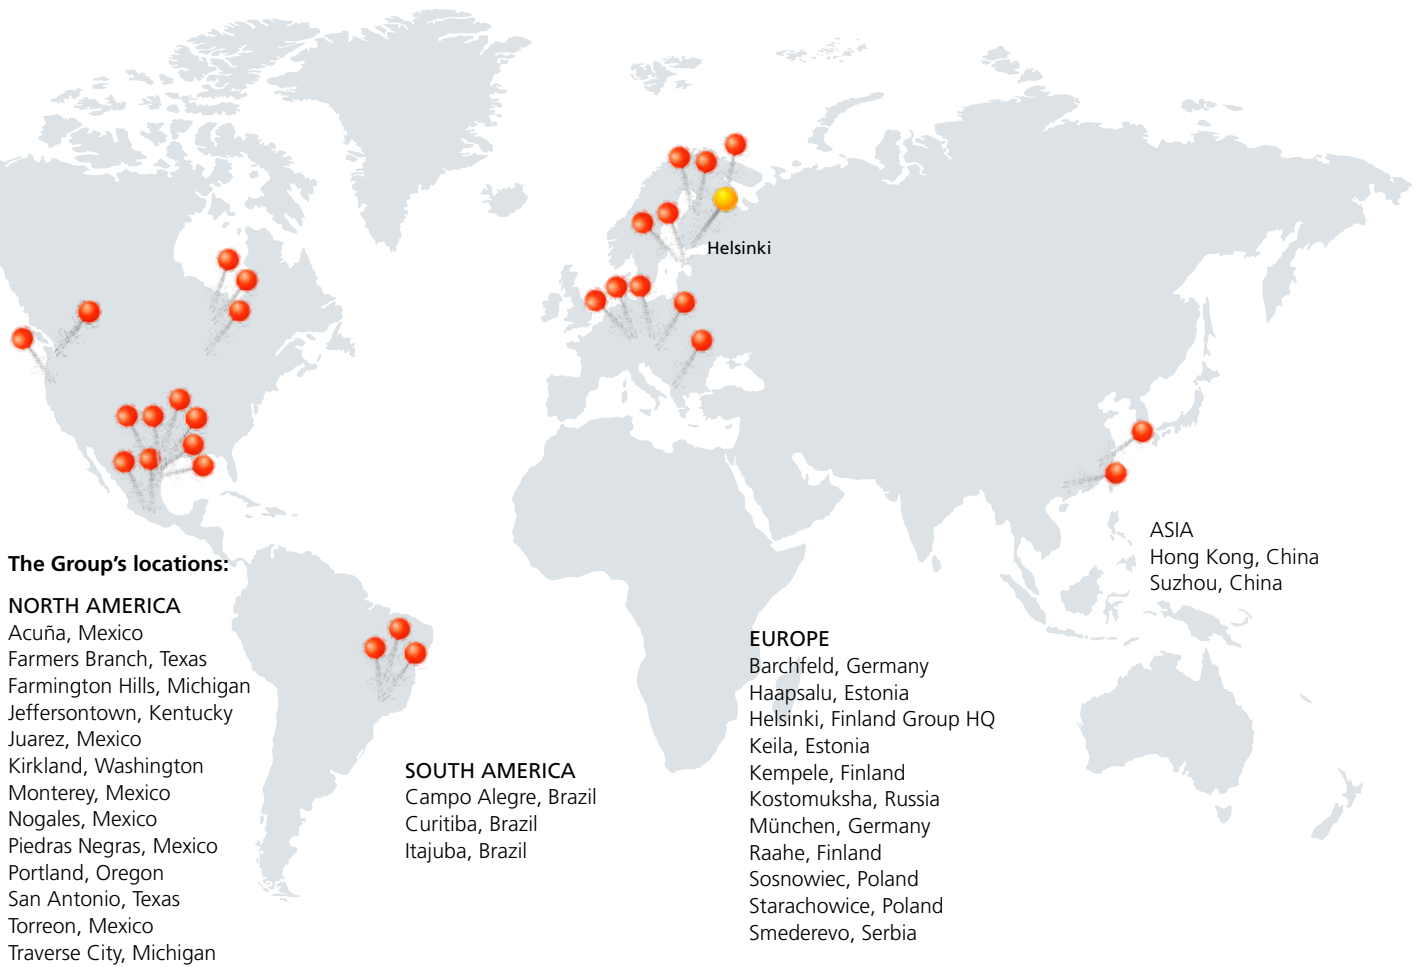 Helsinki
The Group's locations:
NORTH AMERICA
Acuña, Mexico
Farmers Branch, Texas
Farmington Hills, Michigan
Jeffersontown, Kentucky
Juarez, Mexico
Kirkland, Washington
Monterey, Mexico
Nogales, Mexico
Piedras Negras, Mexico
Portland, Oregon
San Antonio, Texas
Torreon, Mexico
Traverse City, Michigan
SOUTH AMERICA
Campo Alegre, Brazil
Curitiba, Brazil
Itajuba, Brazil
EUROPE
Barchfeld, Germany
Haapsalu, Estonia
Helsinki, Finland Group HQ
Keila, Estonia
Kempele, Finland
Kostomuksha, Russia
München, Germany
Raahe, Finland
Sosnowiec, Poland
Starachowice, Poland
Smederevo, Serbia
ASIA
Hong Kong, China
Suzhou, China